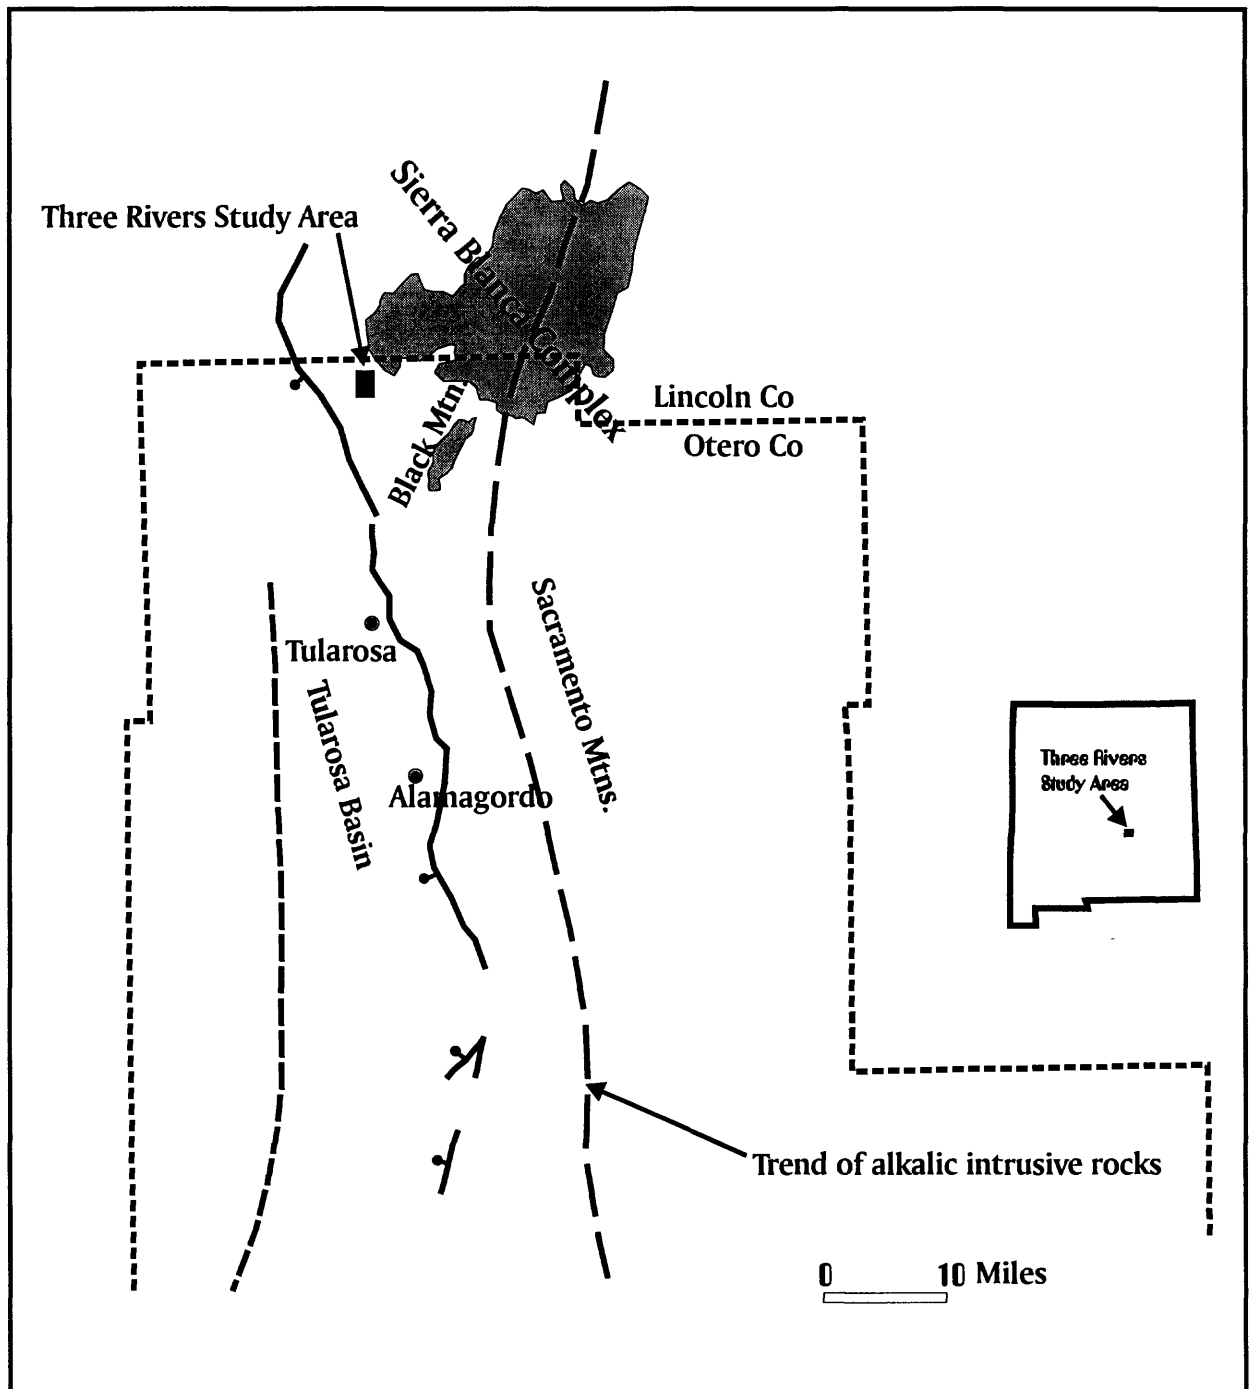 Three Rivers Study Area
Sierra Blanca Complex
Black Mtn.
Lincoln Co
Otero Co
Sacramento Mtns.
Tularosa
Tularosa Basin
Alamagordo
Three Rivers
Study Area
Trend of alkalic intrusive rocks
0 10 Miles